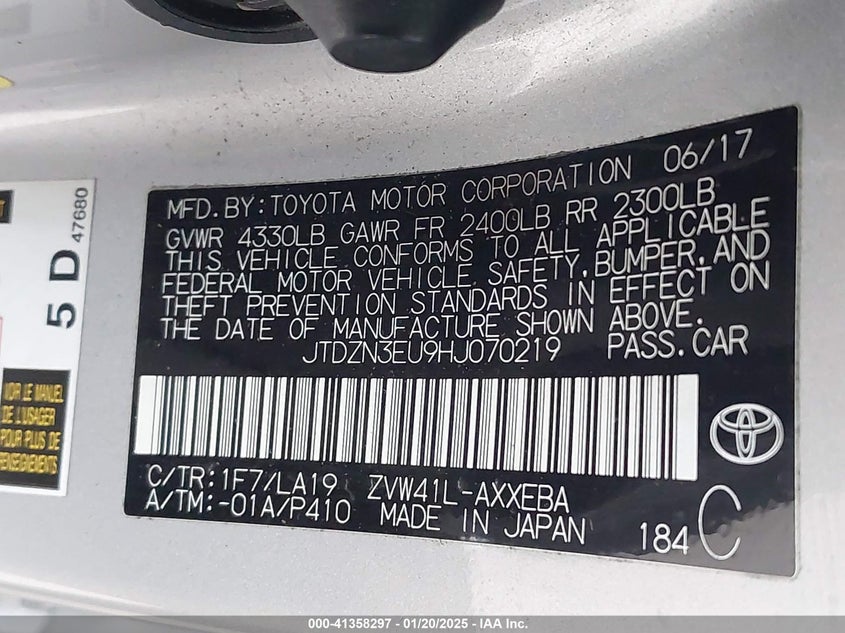 MFD. BY: TOYOTA MOTOR CORPORATION 06/17
GVWR 4330LB GAWR FR 2400LB RR 2300LB
THIS VEHICLE CONFORMS TO ALL APPLICABLE
FEDERAL MOTOR VEHICLE SAFETY, BUMPER, AND
THEFT PREVENTION STANDARDS IN EFFECT ON
THE DATE OF MANUFACTURE SHOWN ABOVE.
JTDZN3EU9HJ070219 PASS. CAR
C/TR: 1F7/LA19 ZVW41L-AXXEBA
A/TM: -01A/P410 MADE IN JAPAN
184 C
5 D
47680
VOIR LE MANUEL
DE L'USAGER
POUR PLUS DE
RENSEIGNEMENTS
000-41358297 - 01/20/2025 - IAA Inc.